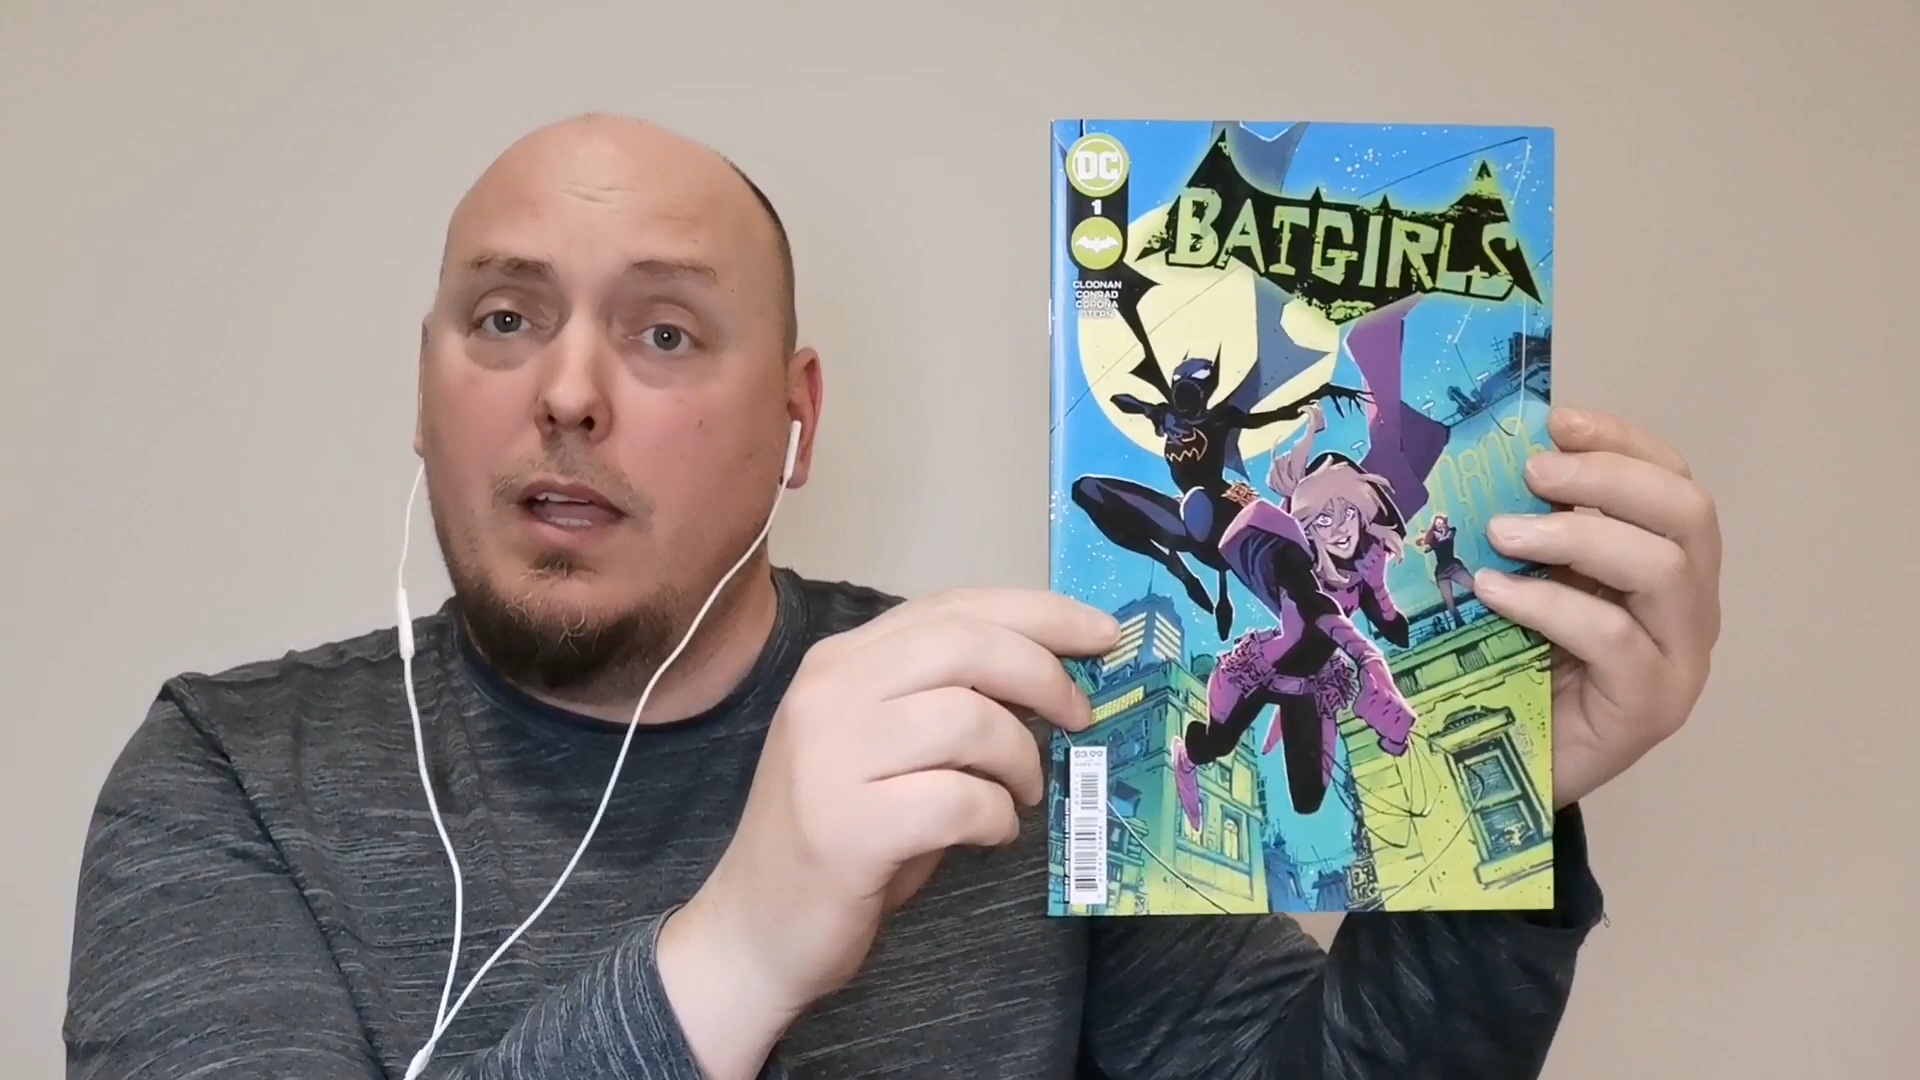 DC
1
BATGIRLS
CLOONAN
CONRAD
CORONA
STERN
$3.99